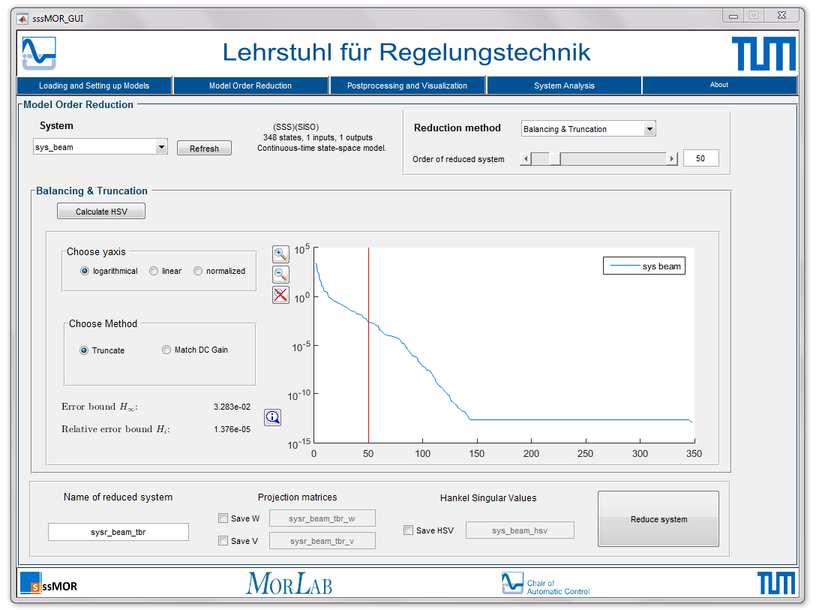 sssMOR_GUI
Lehrstuhl für Regelungstechnik
TUM
Loading and Setting up Models
Model Order Reduction
Postprocessing and Visualization
System Analysis
About
Model Order Reduction
System
sys_beam
Refresh
(SSS)(SISO)
348 states, 1 inputs, 1 outputs
Continuous-time state-space model.
Reduction method
Balancing & Truncation
Order of reduced system
50
Balancing & Truncation
Calculate HSV
Choose yaxis
logarithmical
linear
normalized
Choose Method
Truncate
Match DC Gain
Error bound H∞:
3.283e-02
Relative error bound Hi:
1.376e-05
sys beam
10^5
10^0
10^-5
10^-10
10^-15
0 50 100 150 200 250 300 350
Name of reduced system
sysr_beam_tbr
Projection matrices
Save W
sysr_beam_tbr_w
Save V
sysr_beam_tbr_v
Hankel Singular Values
Save HSV
sys_beam_hsv
Reduce system
sssMOR
MORLAB
Chair of
Automatic Control
TUM